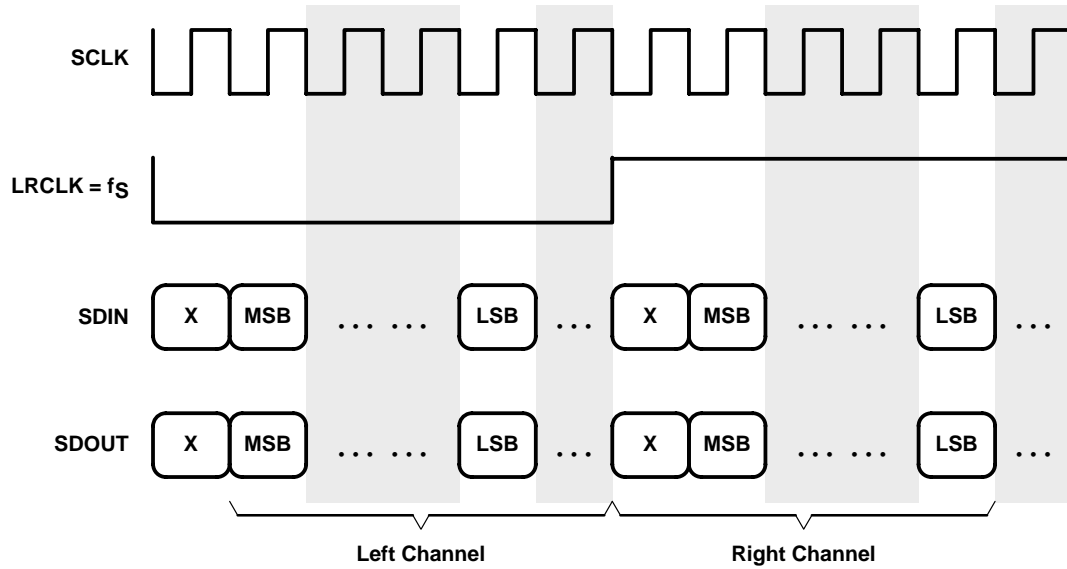 SCLK
LRCLK = fS
SDIN X MSB ... ... LSB ... X MSB ... ... LSB ...
SDOUT X MSB ... ... LSB ... X MSB ... ... LSB ...
Left Channel Right Channel